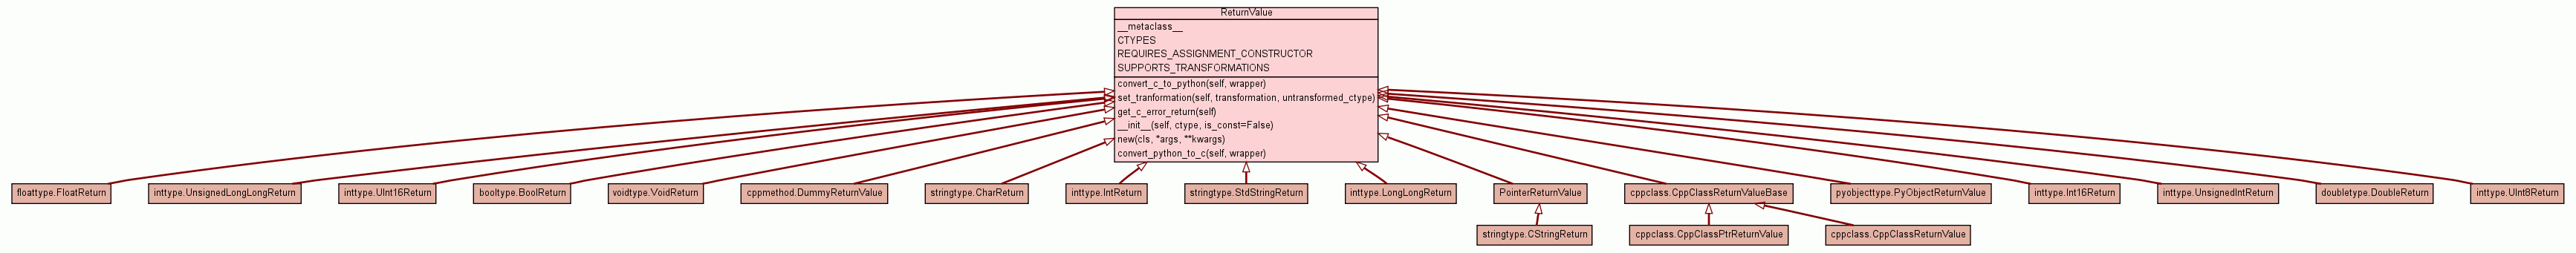 ReturnValue
__metaclass__
CTYPES
REQUIRES_ASSIGNMENT_CONSTRUCTOR
SUPPORTS_TRANSFORMATIONS
convert_c_to_python(self, wrapper)
set_tranformation(self, transformation, untransformed_ctype)
get_c_error_return(self)
__init__(self, ctype, is_const=False)
new(cls, *args, **kwargs)
convert_python_to_c(self, wrapper)
floattype.FloatReturn
inttype.UnsignedLongLongReturn
inttype.UInt16Return
booltype.BoolReturn
voidtype.VoidReturn
cppmethod.DummyReturnValue
stringtype.CharReturn
inttype.IntReturn
stringtype.StdStringReturn
inttype.LongLongReturn
PointerReturnValue
cppclass.CppClassReturnValueBase
pyobjecttype.PyObjectReturnValue
inttype.Int16Return
inttype.UnsignedIntReturn
doubletype.DoubleReturn
inttype.UInt8Return
stringtype.CStringReturn
cppclass.CppClassPtrReturnValue
cppclass.CppClassReturnValue